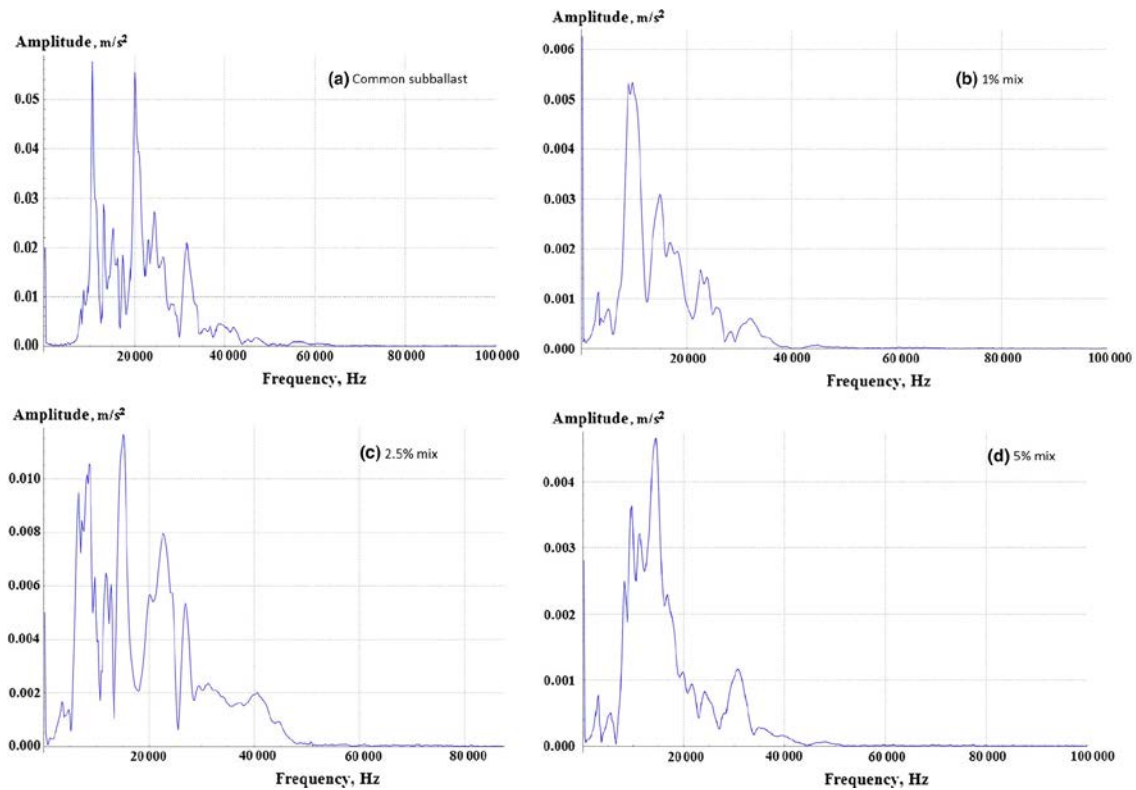 Amplitude, m/s²
(a) Common subballast
0.05
0.04
0.03
0.02
0.01
0.00
20 000 40 000 60 000 80 000 100 000
Frequency, Hz
Amplitude, m/s²
(b) 1% mix
0.006
0.005
0.004
0.003
0.002
0.001
0.000
20 000 40 000 60 000 80 000 100 000
Frequency, Hz
Amplitude, m/s²
(c) 2.5% mix
0.010
0.008
0.006
0.004
0.002
0.000
20 000 40 000 60 000 80 000
Frequency, Hz
Amplitude, m/s²
(d) 5% mix
0.004
0.003
0.002
0.001
0.000
20 000 40 000 60 000 80 000 100 000
Frequency, Hz